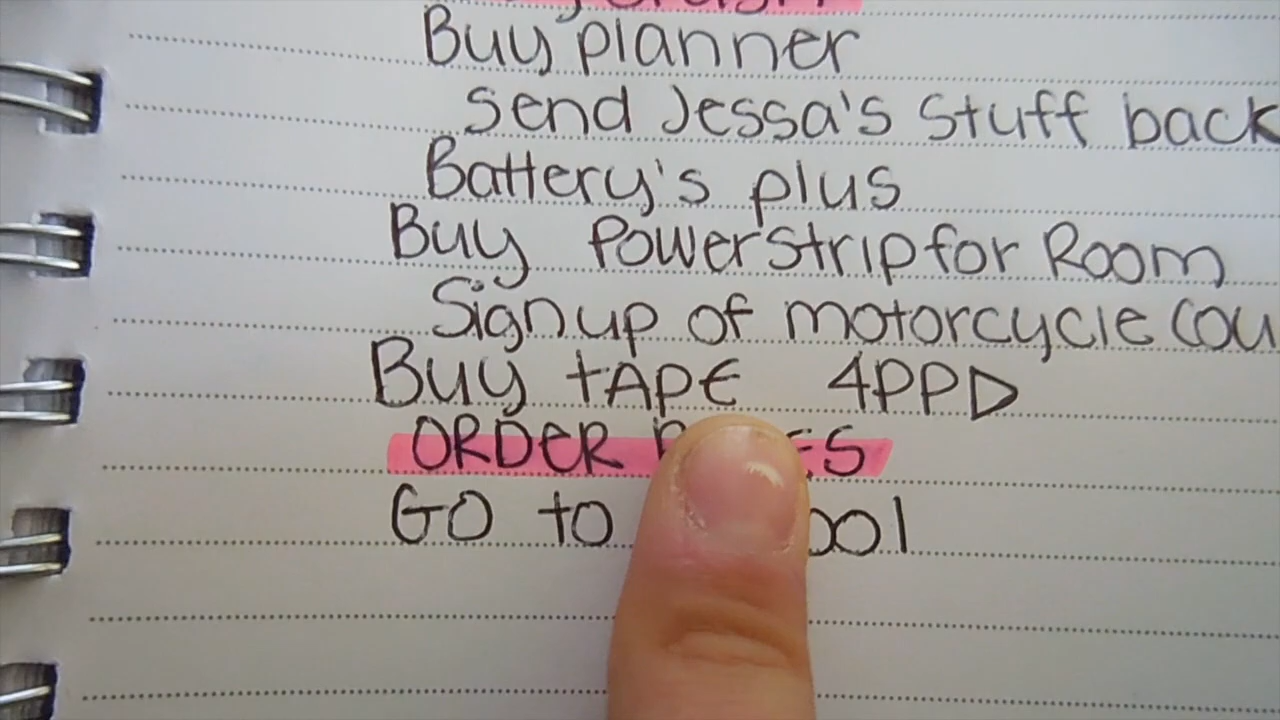 Buy planner
Send Jessa's Stuff back
Battery's plus
Buy Powerstrip for Room
Signup of motorcycle
Buy tAPE 4PPD
ORDER
Go to